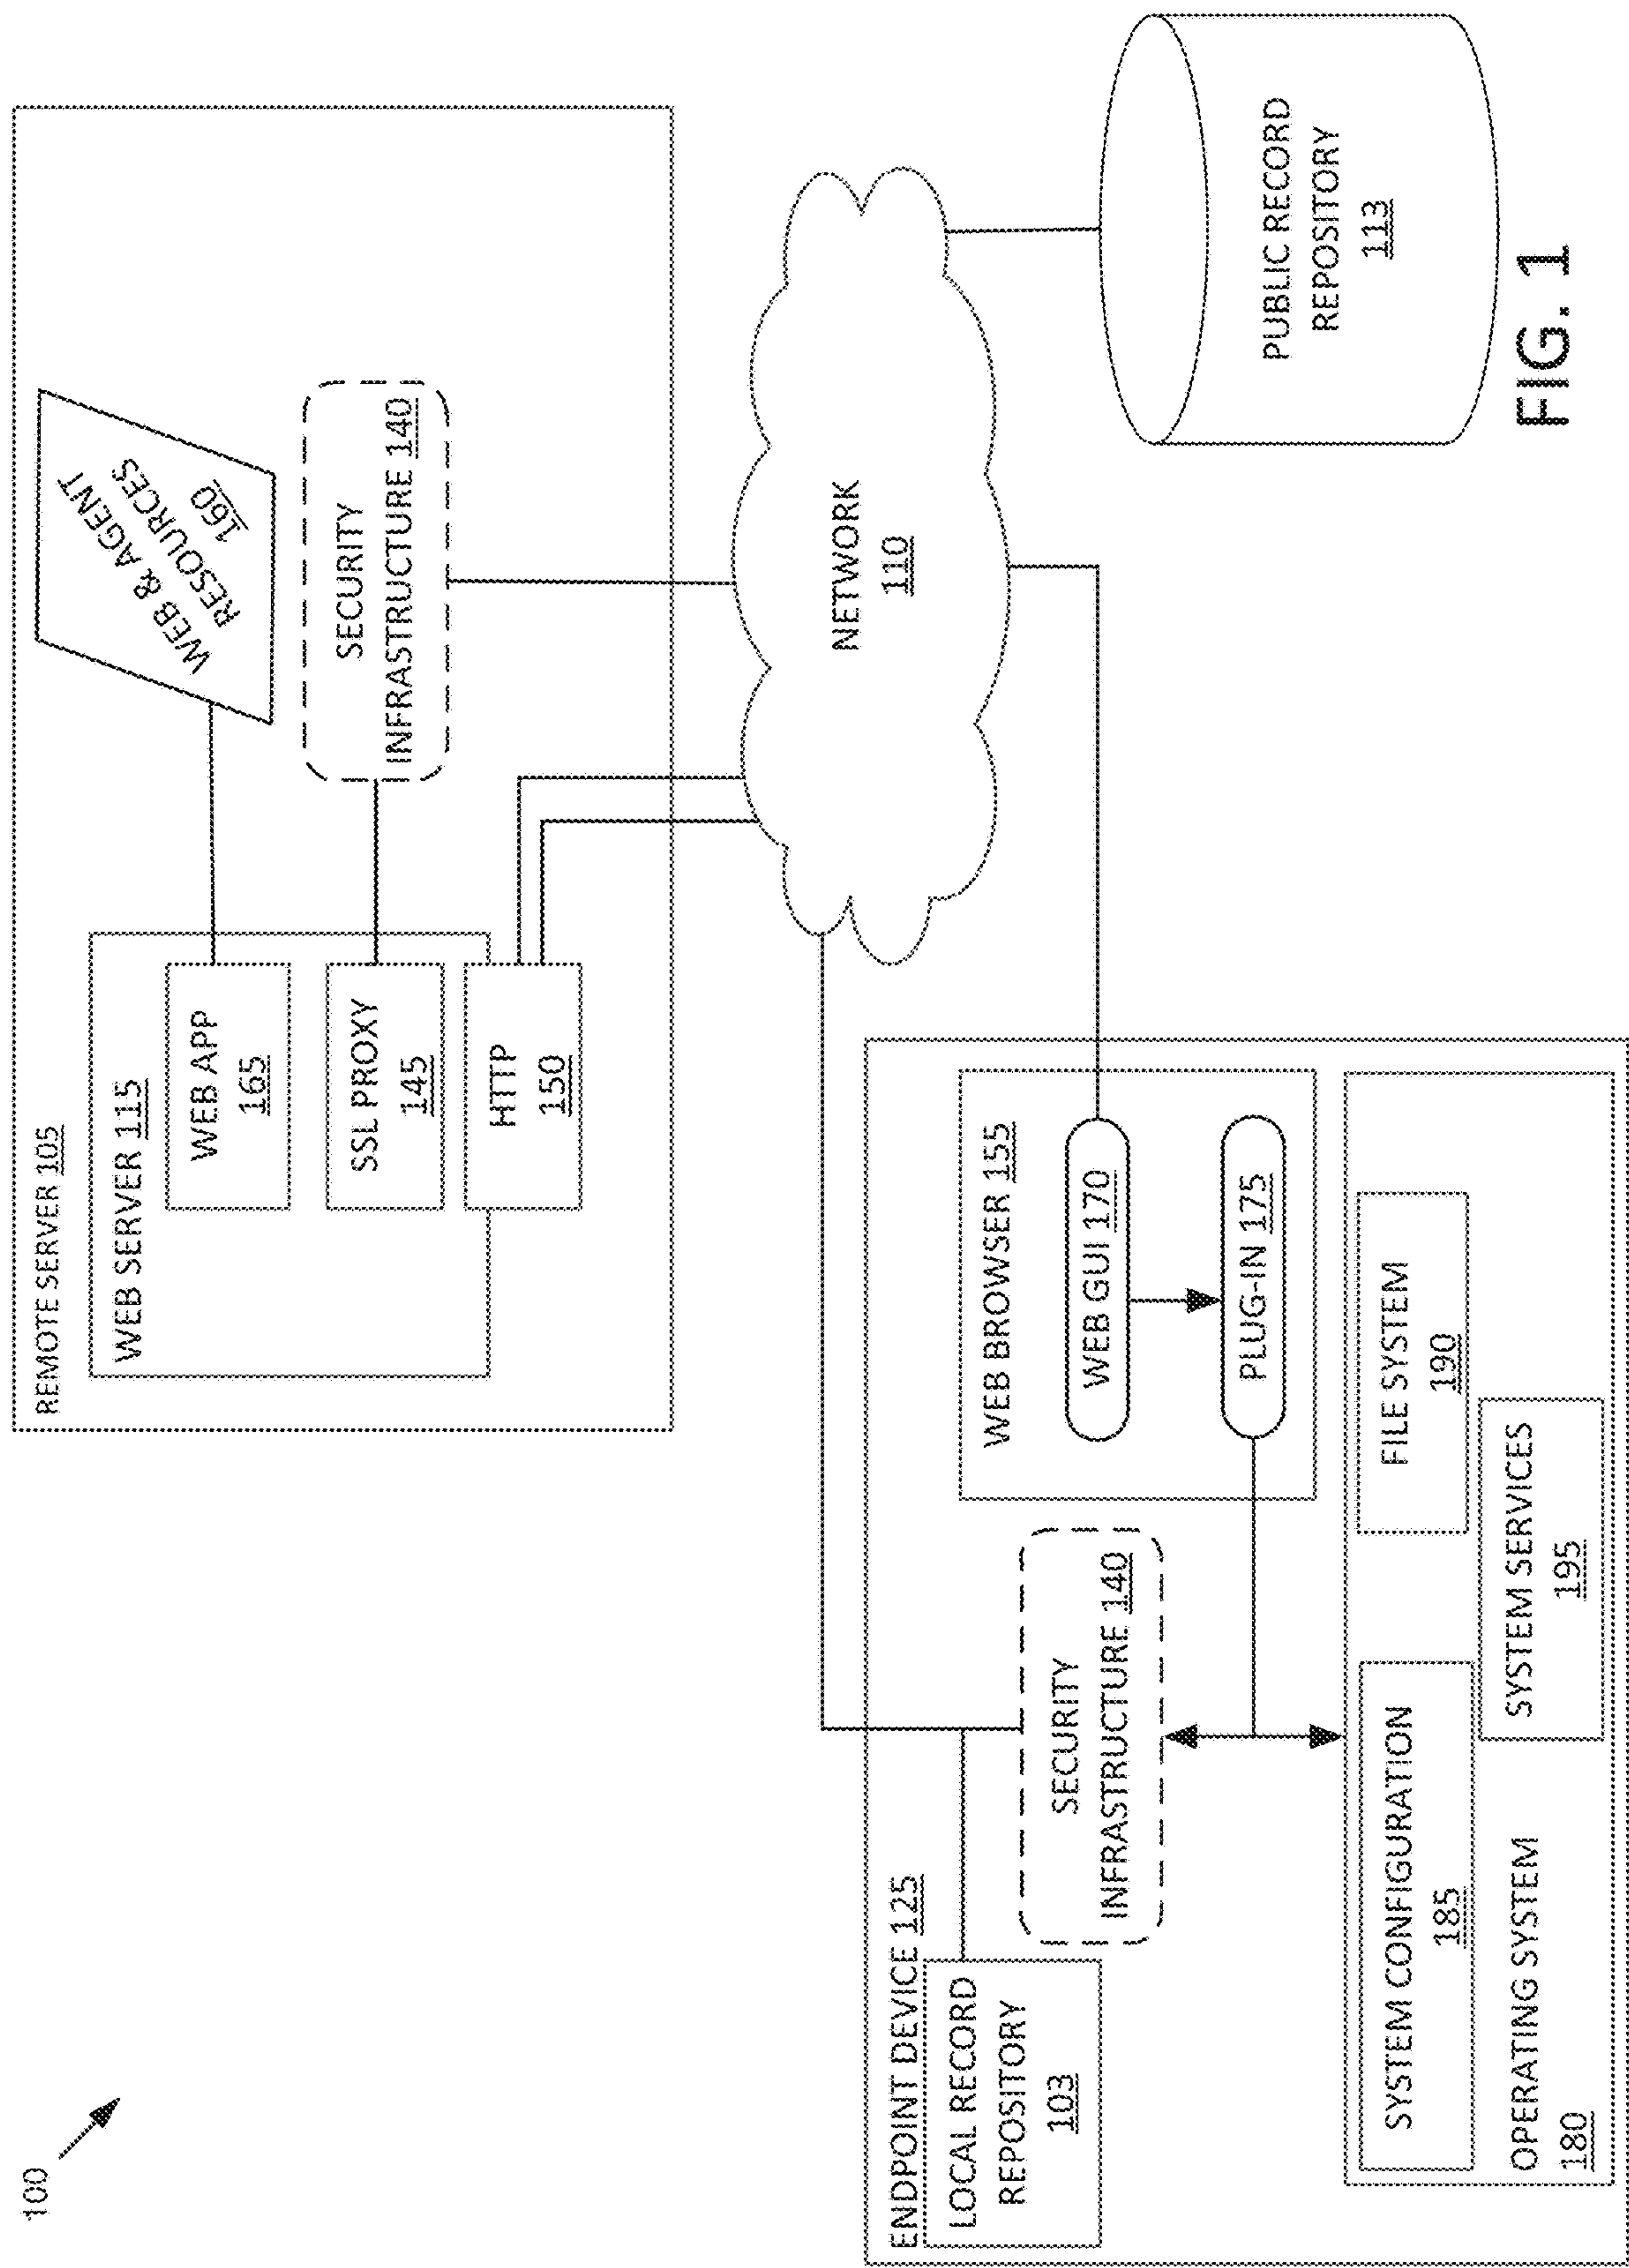 100
REMOTE SERVER 105
WEB SERVER 115
WEB APP
165
SSL PROXY
145
HTTP
150
WEB & AGENT
RESOURCES
160
SECURITY
INFRASTRUCTURE 140
NETWORK
110
PUBLIC RECORD
REPOSITORY
113
ENDPOINT DEVICE 125
LOCAL RECORD
REPOSITORY
103
SECURITY
INFRASTRUCTURE 140
WEB BROWSER 155
WEB GUI 170
PLUG-IN 175
SYSTEM CONFIGURATION
185
FILE SYSTEM
190
SYSTEM SERVICES
195
OPERATING SYSTEM
180
FIG. 1